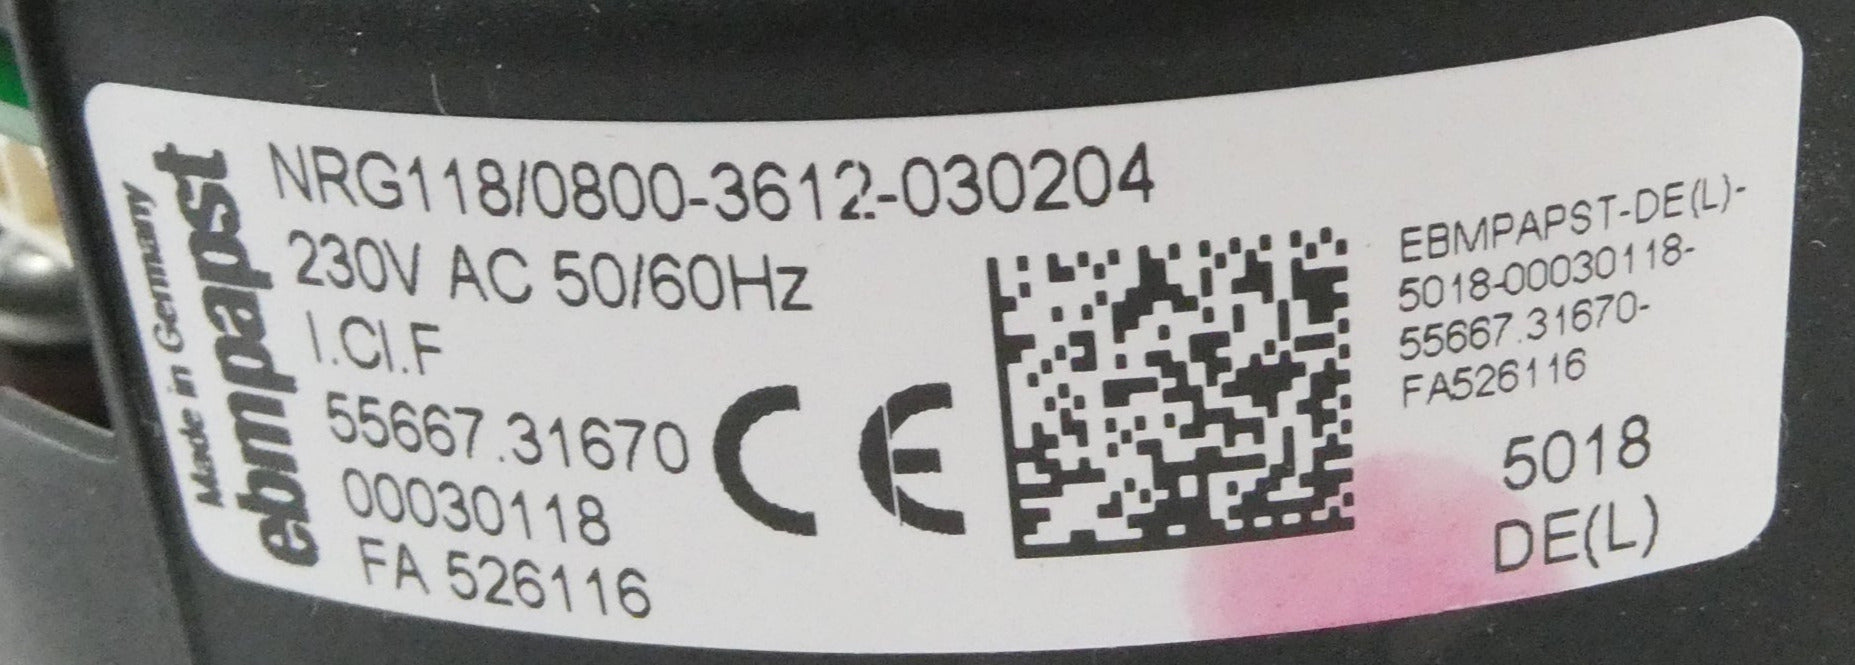 Made in Germany
ebmpapst
NRG118/0800-3612-030204
230V AC 50/60Hz
I.Cl.F
55667.31670
00030118
FA 526116
CE
EBMPAPST-DE(L)-
5018-00030118-
55667.31670-
FA526116
5018
DE(L)